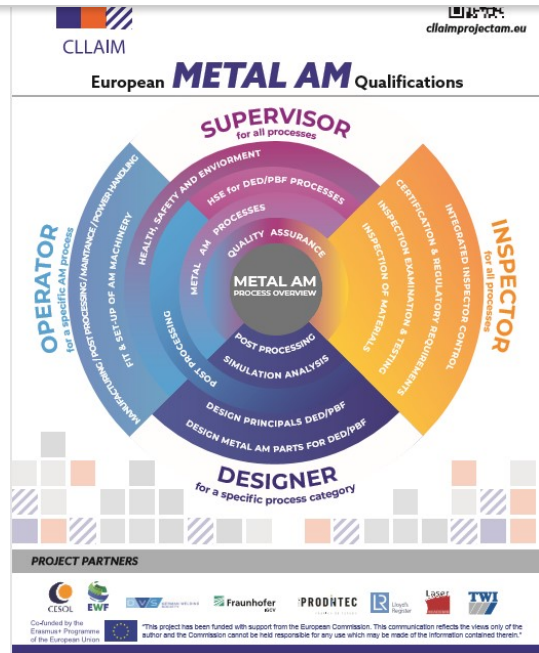 CLLAIM
cllaimprojectam.eu
European METAL AM Qualifications
SUPERVISOR
for all processes
HEALTH, SAFETY AND ENVIORMENT
HSE for DED/PBF PROCESSES
METAL AM PROCESSES
QUALITY ASSURANCE
METAL AM
PROCESS OVERVIEW
OPERATOR
for a specific AM process
MANUFACTURING / POST PROCESSING / MAINTANCE / POWER HANDLING
FIT & SET-UP OF AM MACHINERY
POST PROCESSING
INSPECTOR
for all processes
INTEGRATED INSPECTOR CONTROL
CERTIFICATION & REGULATORY REQUIREMENTS
INSPECTION EXAMINATION & TESTING
INSPECTION OF MATERIALS
POST PROCESSING
SIMULATION ANALYSIS
DESIGN PRINCIPALS DED/PBF
DESIGN METAL AM PARTS FOR DED/PBF
DESIGNER
for a specific process category
PROJECT PARTNERS
CESOL
EWF
DVS
Fraunhofer
IGCV
PRODINTEC
LR Lloyd's
Register
Laser
TWI
Co-funded by the
Erasmus+ Programme
of the European Union
"This project has been funded with support from the European Commission. This communication reflects the views only of the
author and the Commission cannot be held responsible for any use which may be made of the information contained therein."